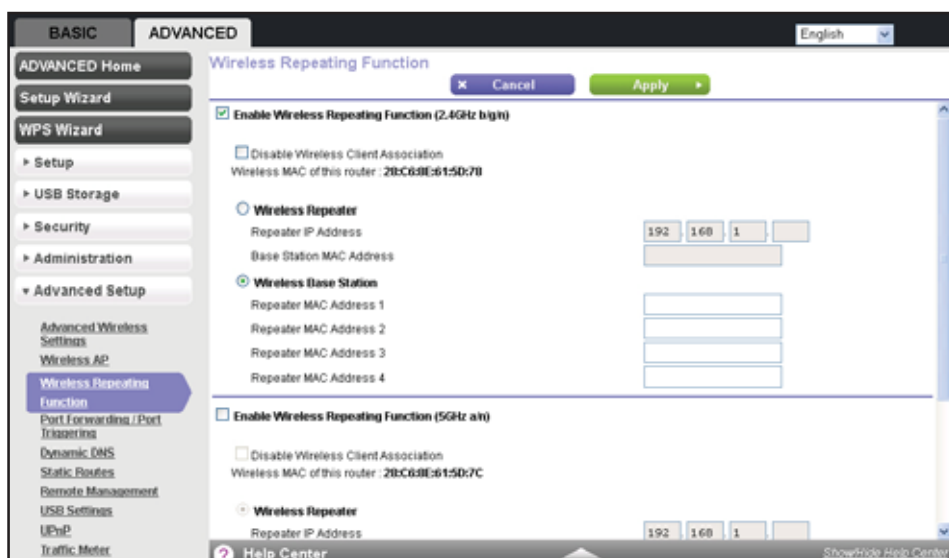 BASIC ADVANCED English
ADVANCED Home
Setup Wizard
WPS Wizard
Setup
USB Storage
Security
Administration
Advanced Setup
Advanced Wireless
Settings
Wireless AP
Wireless Repeating
Function
Port Forwarding / Port
Triggering
Dynamic DNS
Static Routes
Remote Management
USB Settings
UPnP
Traffic Meter
Wireless Repeating Function
Cancel Apply
Enable Wireless Repeating Function (2.4GHz b/g/n)
Disable Wireless Client Association
Wireless MAC of this router : 28:C6:8E:61:5D:78
Wireless Repeater
Repeater IP Address 192 . 168 . 1 .
Base Station MAC Address
Wireless Base Station
Repeater MAC Address 1
Repeater MAC Address 2
Repeater MAC Address 3
Repeater MAC Address 4
Enable Wireless Repeating Function (5GHz a/n)
Disable Wireless Client Association
Wireless MAC of this router : 28:C6:8E:61:5D:7C
Wireless Repeater
Repeater IP Address 192 . 168 . 1 .
? Help Center Show/Hide Help Center